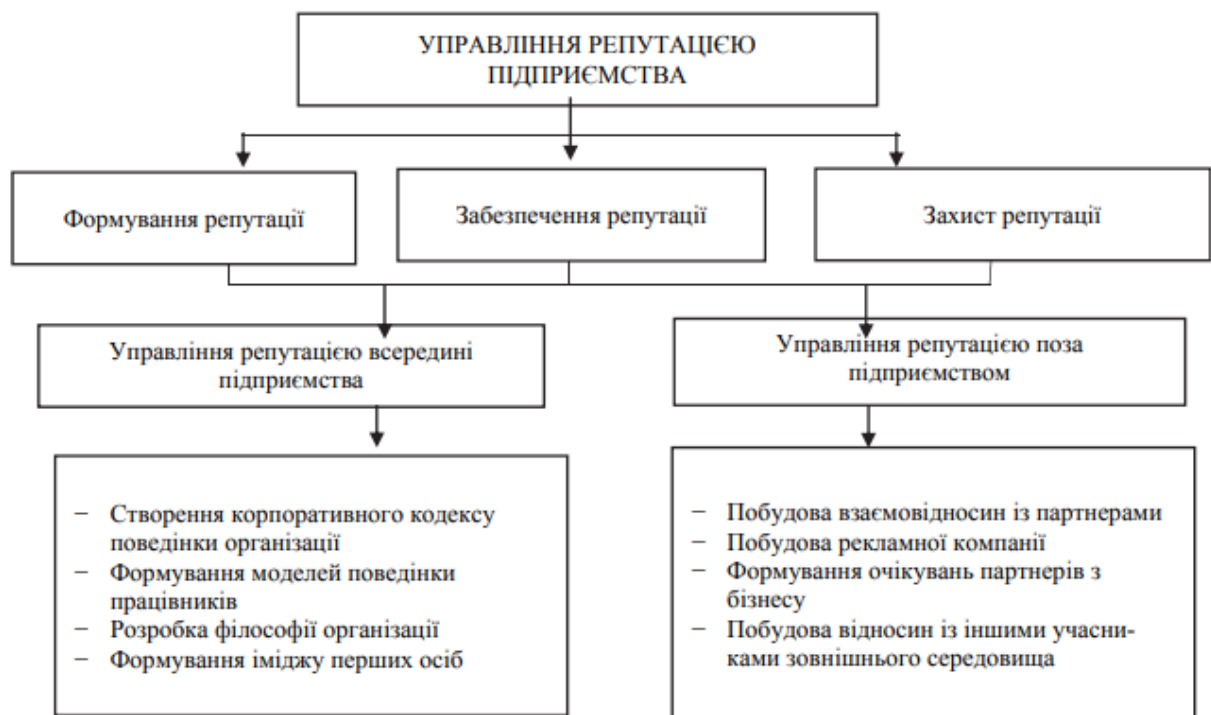 УПРАВЛІННЯ РЕПУТАЦІЄЮ
ПІДПРИЄМСТВА
Формування репутації
Забезпечення репутації
Захист репутації
Управління репутацією всередині
підприємства
Управління репутацією поза
підприємством
− Створення корпоративного кодексу
поведінки організації
− Формування моделей поведінки
працівників
− Розробка філософії організації
− Формування іміджу перших осіб
− Побудова взаємовідносин із партнерами
− Побудова рекламної компанії
− Формування очікувань партнерів з
бізнесу
− Побудова відносин із іншими учасни-
ками зовнішнього середовища